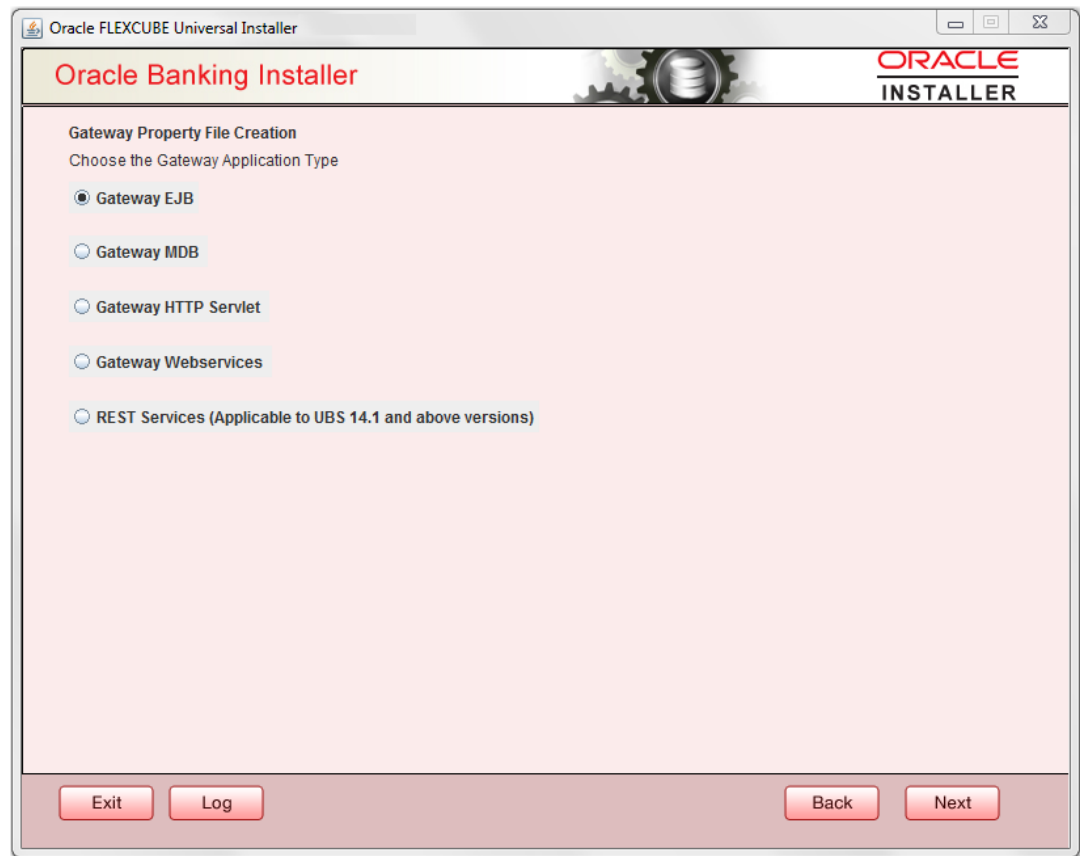 Oracle FLEXCUBE Universal Installer
Oracle Banking Installer
ORACLE
INSTALLER
Gateway Property File Creation
Choose the Gateway Application Type
Gateway EJB
Gateway MDB
Gateway HTTP Servlet
Gateway Webservices
REST Services (Applicable to UBS 14.1 and above versions)
Exit
Log
Back
Next